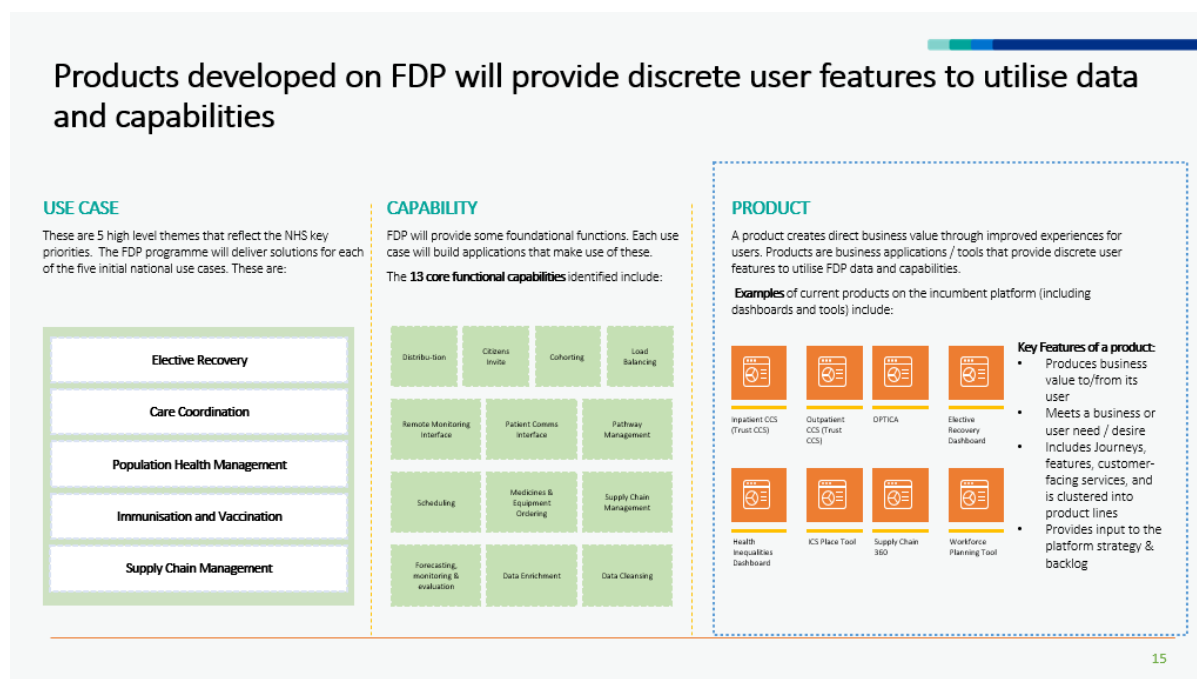 Products developed on FDP will provide discrete user features to utilise data
and capabilities
USE CASE
These are 5 high level themes that reflect the NHS key
priorities. The FDP programme will deliver solutions for each
of the five initial national use cases. These are:
Elective Recovery
Care Coordination
Population Health Management
Immunisation and Vaccination
Supply Chain Management
CAPABILITY
FDP will provide some foundational functions. Each use
case will build applications that make use of these.
The 13 core functional capabilities identified include:
Distribu-tion
Citizens
Invite
Cohorting
Load
Balancing
Remote Monitoring
Interface
Patient Comms
Interface
Pathway
Management
Scheduling
Medicines &
Equipment
Ordering
Supply Chain
Management
Forecasting,
monitoring &
evaluation
Data Enrichment
Data Cleansing
PRODUCT
A product creates direct business value through improved experiences for
users. Products are business applications / tools that provide discrete user
features to utilise FDP data and capabilities.
Examples of current products on the incumbent platform (including
dashboards and tools) include:
Inpatient CCS
(Trust CCS)
Outpatient
CCS (Trust
CCS)
OPTICA
Elective
Recovery
Dashboard
Health
Inequalities
Dashboard
ICS Place Tool
Supply Chain
360
Workforce
Planning Tool
Key Features of a product:
• Produces business
value to/from its
user
• Meets a business or
user need / desire
• Includes Journeys,
features, customer-
facing services, and
is clustered into
product lines
• Provides input to the
platform strategy &
backlog
15